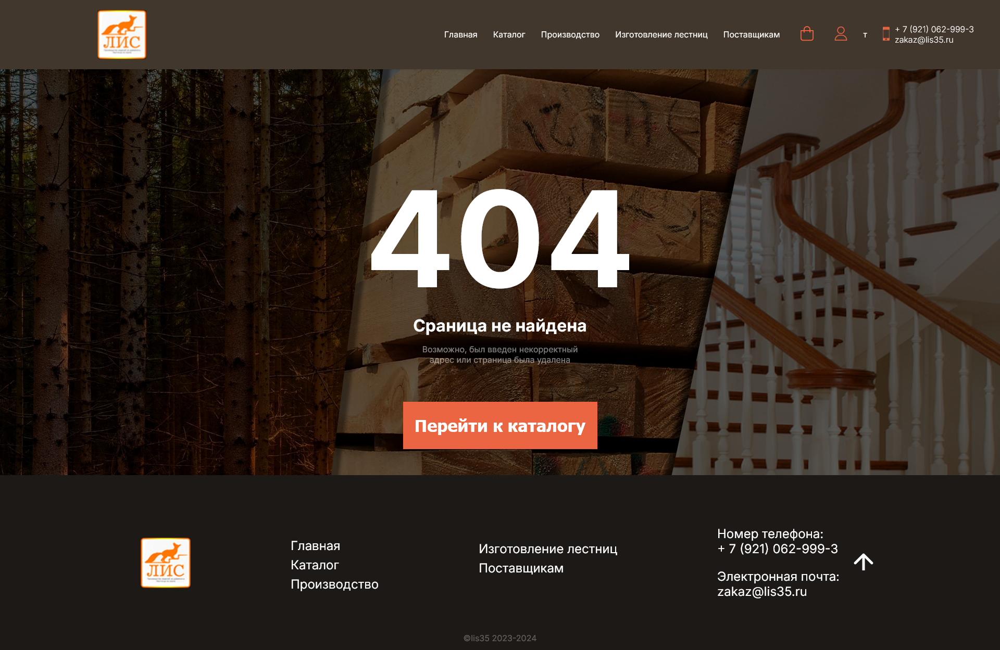 ЛИС
Главная
Каталог
Производство
Изготовление лестниц
Поставщикам
т
+ 7 (921) 062-999-3
zakaz@lis35.ru
404
Сраница не найдена
Возможно, был введен некорректный
адрес или страница была удалена
Перейти к каталогу
ЛИС
Главная
Каталог
Производство
Изготовление лестниц
Поставщикам
Номер телефона:
+ 7 (921) 062-999-3
Электронная почта:
zakaz@lis35.ru
©lis35 2023-2024